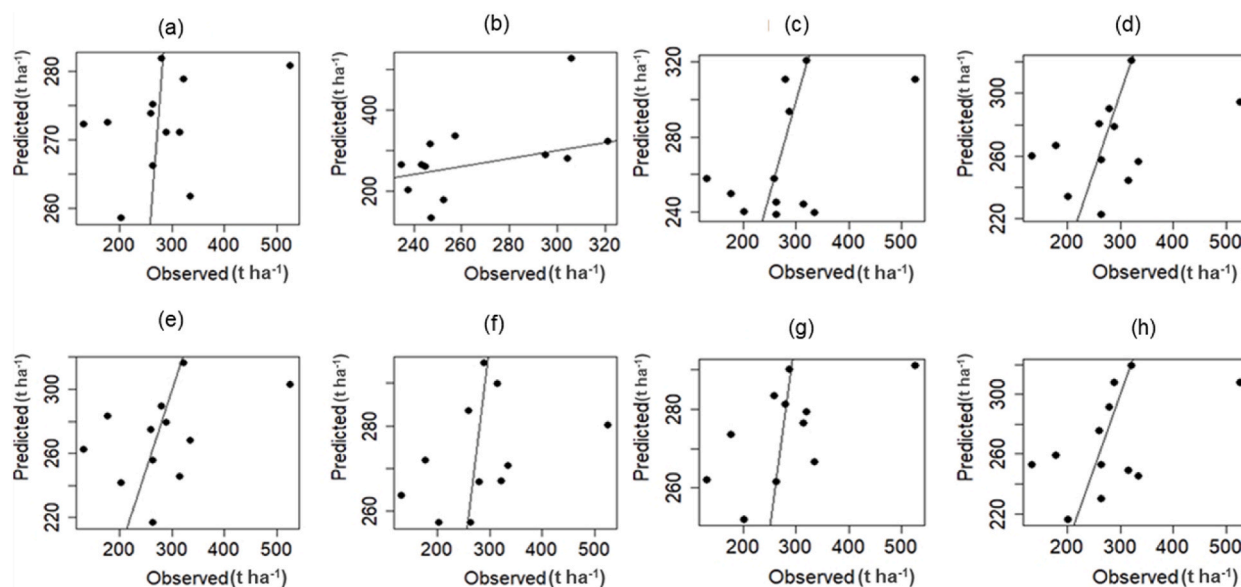 (a)
Predicted(t ha-1)
280
270
260
200 300 400 500
Observed(t ha-1)
(b)
Predicted(t ha-1)
400
200
240 260 280 300 320
Observed(t ha-1)
(c)
Predicted(t ha-1)
320
280
240
200 300 400 500
Observed(t ha-1)
(d)
Predicted(t ha-1)
300
260
220
200 300 400 500
Observed(t ha-1)
(e)
Predicted(t ha-1)
300
260
220
200 300 400 500
Observed(t ha-1)
(f)
Predicted(t ha-1)
280
260
200 300 400 500
Observed(t ha-1)
(g)
Predicted(t ha-1)
280
260
200 300 400 500
Observed(t ha-1)
(h)
Predicted(t ha-1)
300
260
220
200 300 400 500
Observed(t ha-1)